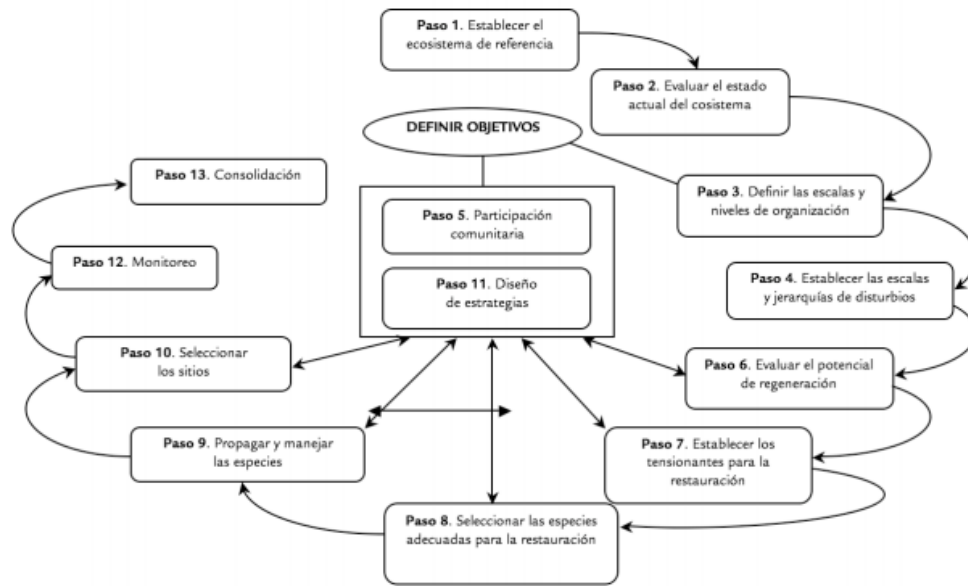 Paso 1. Establecer el
ecosistema de referencia
Paso 2. Evaluar el estado
actual del cosistema
DEFINIR OBJETIVOS
Paso 13. Consolidación
Paso 3. Definir las escalas y
niveles de organización
Paso 5. Participación
comunitaria
Paso 12. Monitoreo
Paso 11. Diseño
de estrategias
Paso 4. Establecer las escalas
y jerarquías de disturbios
Paso 10. Seleccionar
los sitios
Paso 6. Evaluar el potencial
de regeneración
Paso 9. Propagar y manejar
las especies
Paso 7. Establecer los
tensionantes para la
restauración
Paso 8. Seleccionar las especies
adecuadas para la restauración